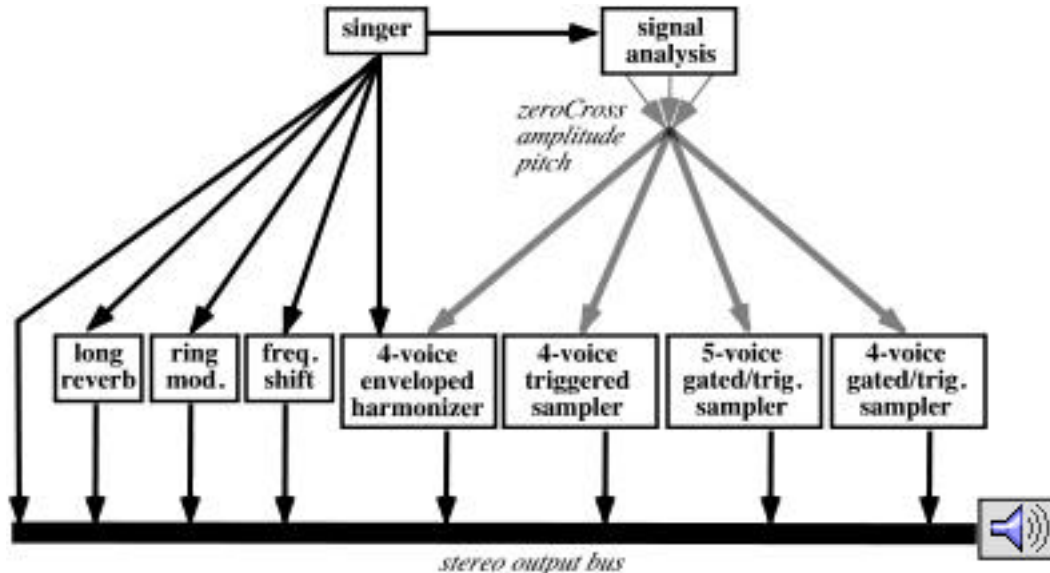 singer
signal
analysis
zeroCross
amplitude
pitch
long
reverb
ring
mod.
freq.
shift
4-voice
enveloped
harmonizer
4-voice
triggered
sampler
5-voice
gated/trig.
sampler
4-voice
gated/trig.
sampler
stereo output bus